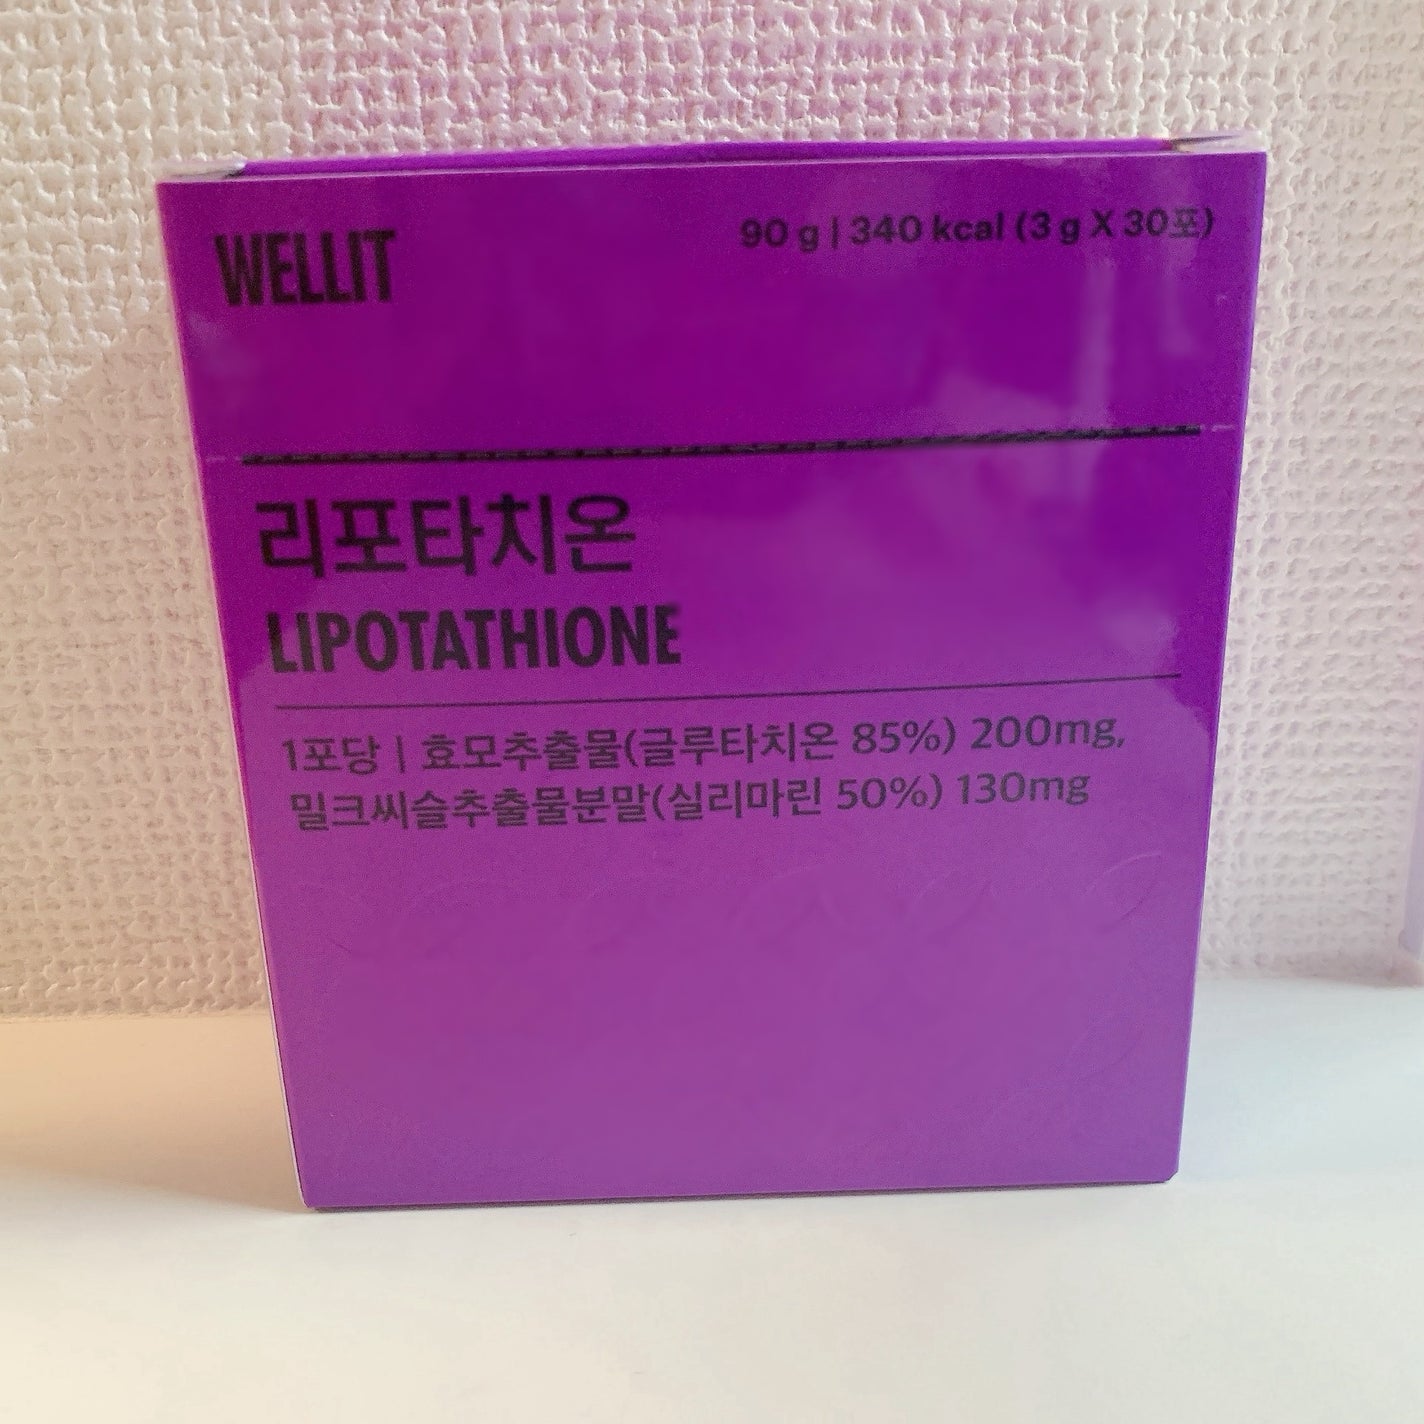 WELLIT
90 g | 340 kcal (3 g X 30포)
리포타치온
LIPOTATHIONE
1포당 | 효모추출물(글루타치온 85%) 200mg,
밀크씨슬추출물분말(실리마린 50%) 130mg